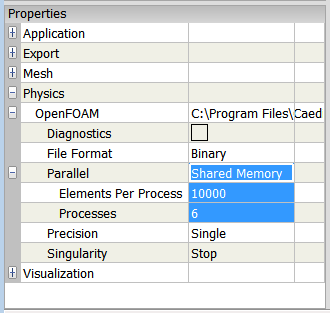 Properties
Application
Export
Mesh
Physics
OpenFOAM C:\Program Files\Caed
Diagnostics
File Format Binary
Parallel Shared Memory
Elements Per Process 10000
Processes 6
Precision Single
Singularity Stop
Visualization